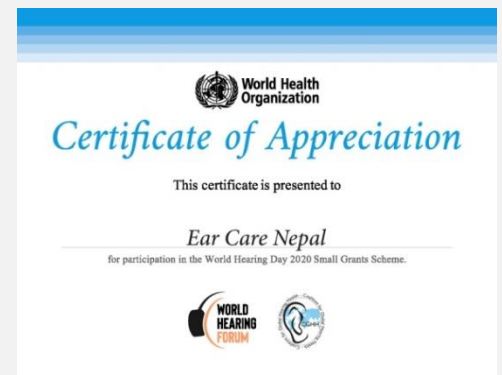 World Health
Organization
Certificate of Appreciation
This certificate is presented to
Ear Care Nepal
for participation in the World Hearing Day 2020 Small Grants Scheme.
WORLD
HEARING
FORUM